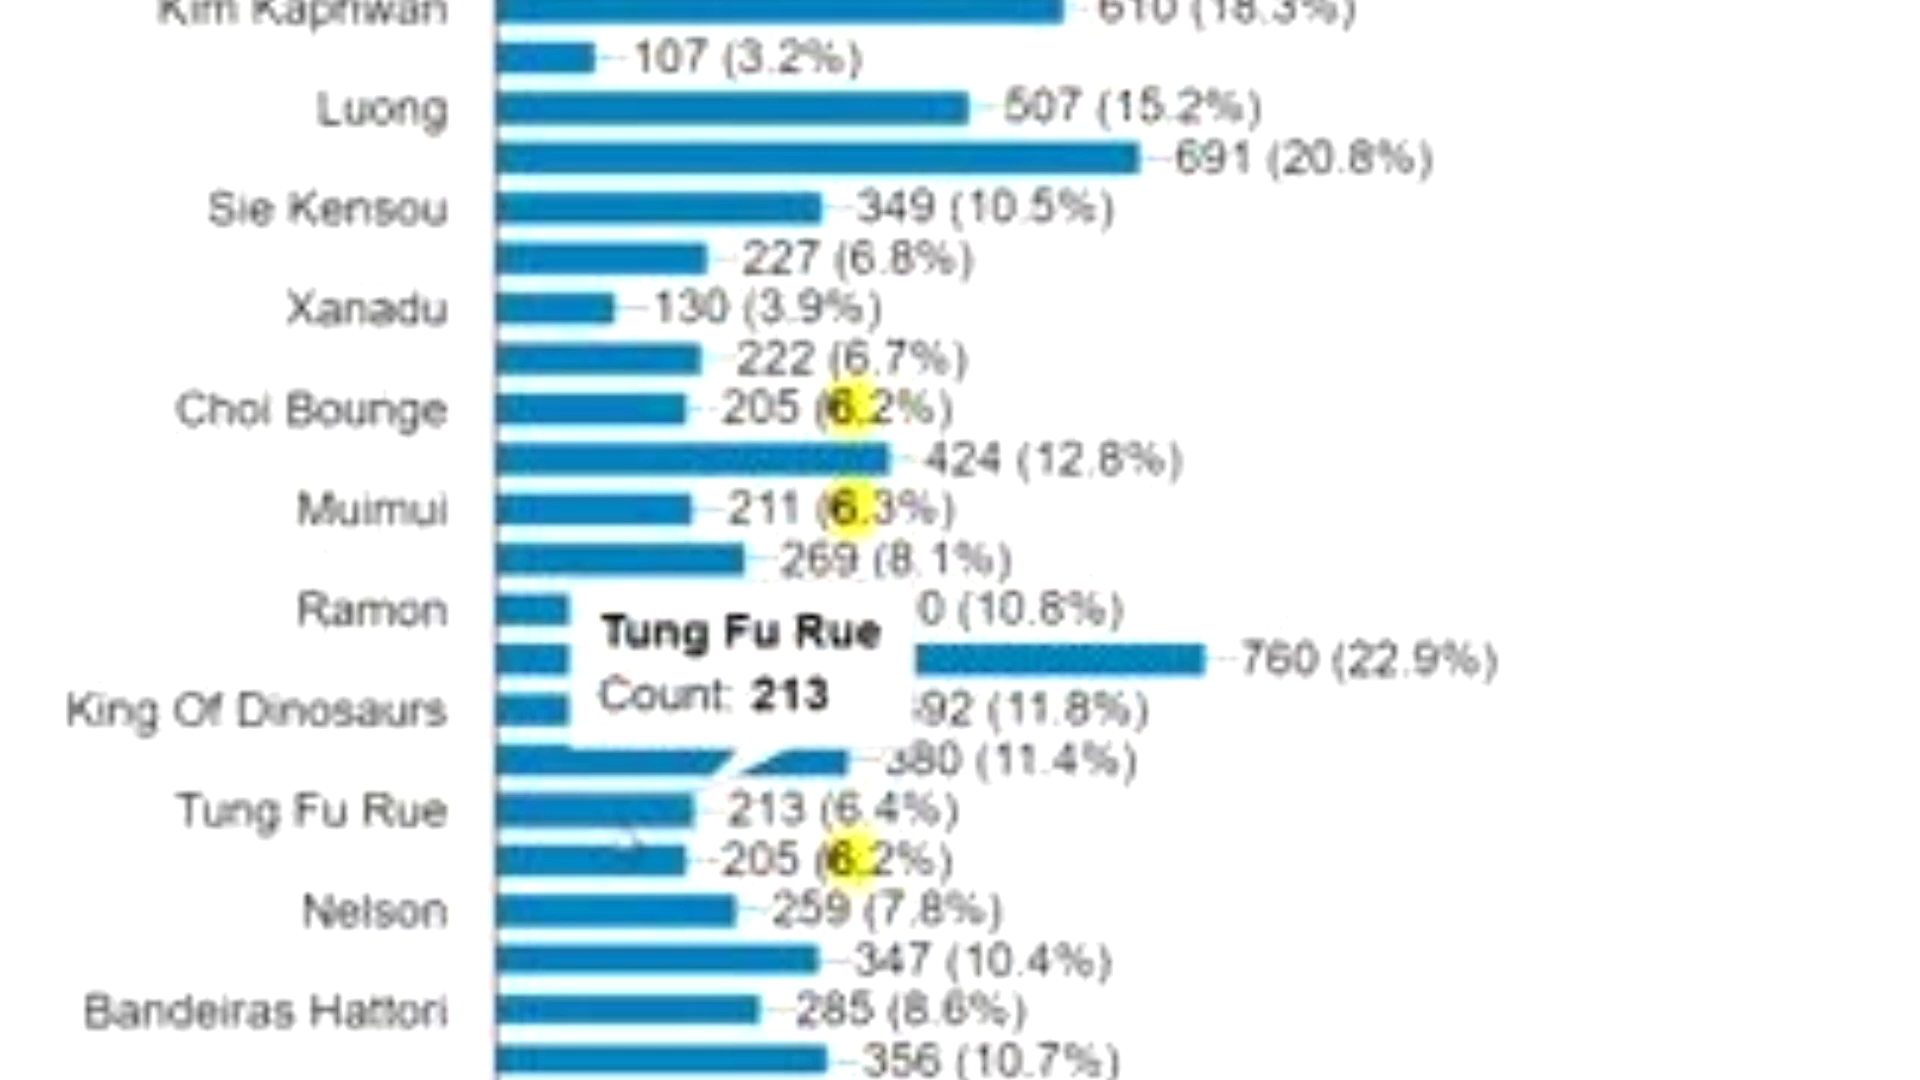 Kim Kaphwan 610 (18.3%)
107 (3.2%)
Luong 507 (15.2%)
691 (20.8%)
Sie Kensou 349 (10.5%)
227 (6.8%)
Xanadu 130 (3.9%)
222 (6.7%)
Choi Bounge 205 (6.2%)
424 (12.8%)
Muimui 211 (6.3%)
269 (8.1%)
Ramon 0 (10.8%)
Tung Fu Rue
760 (22.9%)
Count: 213
King Of Dinosaurs 92 (11.8%)
380 (11.4%)
Tung Fu Rue 213 (6.4%)
205 (6.2%)
Nelson 259 (7.8%)
347 (10.4%)
Bandeiras Hattori 285 (8.6%)
356 (10.7%)